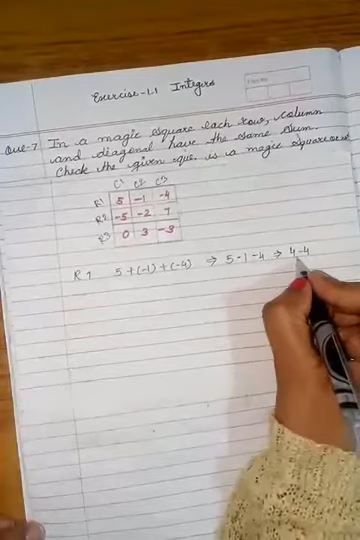 Exercise-1.1 Integers
Que-7 In a magic square each row, column
and diagonal have the same sum.
Check the given que. is a magic square or
C1 C2 C3
R1 5 -1 -4
R2 -5 -2 7
R3 0 3 -3
R 1 5 + (-1) + (-4) ⇒ 5 - 1 - 4 ⇒ 4-4